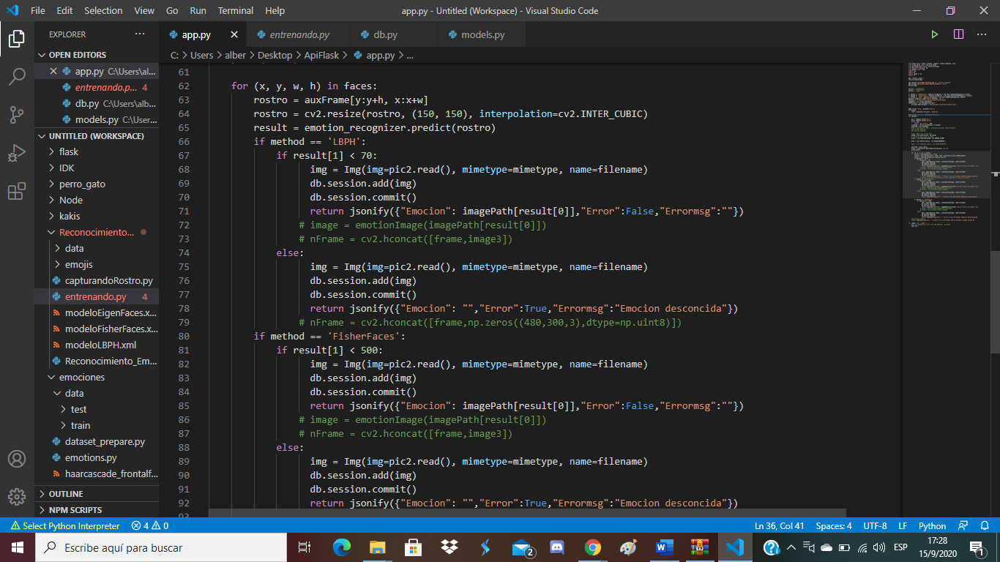 File Edit Selection View Go Run Terminal Help app.py - Untitled (Workspace) - Visual Studio Code
EXPLORER ···
app.py
entrenando.py
db.py
models.py
C: > Users > alber > Desktop > ApiFlask > app.py > ...
OPEN EDITORS
app.py C:\Users\al...
entrenando.p... 4
db.py C:\Users\alb...
models.py C:\User...
UNTITLED (WORKSPACE)
flask
IDK
perro_gato
Node
kakis
Reconocimiento...
data
emojis
capturandoRostro.py
entrenando.py 4
modeloEigenFaces.x...
modeloFisherFaces.x...
modeloLBPH.xml
Reconocimiento_Em...
emociones
data
test
train
dataset_prepare.py
emotions.py
haarcascade_frontalf...
OUTLINE
NPM SCRIPTS
61
62 for (x, y, w, h) in faces:
63 rostro = auxFrame[y:y+h, x:x+w]
64 rostro = cv2.resize(rostro, (150, 150), interpolation=cv2.INTER_CUBIC)
65 result = emotion_recognizer.predict(rostro)
66 if method == 'LBPH':
67 if result[1] < 70:
68 img = Img(img=pic2.read(), mimetype=mimetype, name=filename)
69 db.session.add(img)
70 db.session.commit()
71 return jsonify({"Emocion": imagePath[result[0]],"Error":False,"Errormsg":""})
72 # image = emotionImage(imagePath[result[0]])
73 # nFrame = cv2.hconcat([frame,image3])
74 else:
75 img = Img(img=pic2.read(), mimetype=mimetype, name=filename)
76 db.session.add(img)
77 db.session.commit()
78 return jsonify({"Emocion": "","Error":True,"Errormsg":"Emocion desconcida"})
79 # nFrame = cv2.hconcat([frame,np.zeros((480,300,3),dtype=np.uint8)])
80 if method == 'FisherFaces':
81 if result[1] < 500:
82 img = Img(img=pic2.read(), mimetype=mimetype, name=filename)
83 db.session.add(img)
84 db.session.commit()
85 return jsonify({"Emocion": imagePath[result[0]],"Error":False,"Errormsg":""})
86 # image = emotionImage(imagePath[result[0]])
87 # nFrame = cv2.hconcat([frame,image3])
88 else:
89 img = Img(img=pic2.read(), mimetype=mimetype, name=filename)
90 db.session.add(img)
91 db.session.commit()
92 return jsonify({"Emocion": "","Error":True,"Errormsg":"Emocion desconcida"})
93
Select Python Interpreter 4 0 Ln 36, Col 41 Spaces: 4 UTF-8 LF Python
Escribe aquí para buscar
2
ESP
17:28
15/9/2020
1